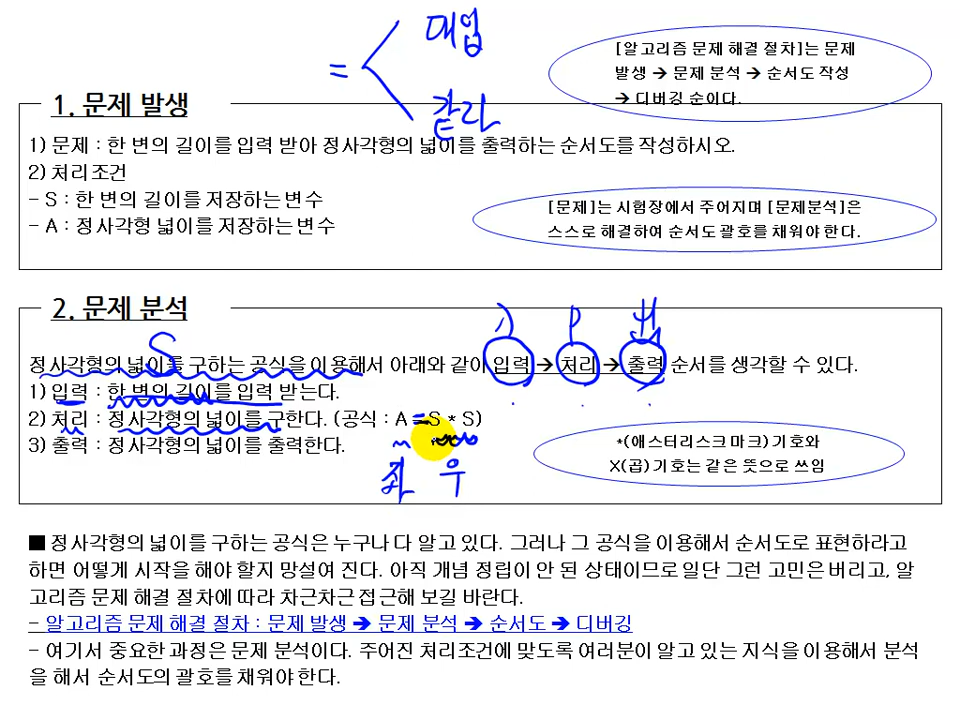 = < 대입
같다
[알고리즘 문제 해결 절차]는 문제
발생 → 문제 분석 → 순서도 작성
→ 디버깅 순이다.
1. 문제 발생
1) 문제 : 한 변의 길이를 입력 받아 정사각형의 넓이를 출력하는 순서도를 작성하시오.
2) 처리조건
- S : 한 변의 길이를 저장하는 변수
- A : 정사각형 넓이를 저장하는 변수
[문제]는 시험장에서 주어지며 [문제분석]은
스스로 해결하여 순서도 괄호를 채워야 한다.
2. 문제 분석
S
P
정사각형의 넓이를 구하는 공식을 이용해서 아래와 같이 입력 → 처리 → 출력 순서를 생각할 수 있다.
1) 입력 : 한 변의 길이를 입력 받는다.
2) 처리 : 정사각형의 넓이를 구한다. (공식 : A = S * S)
3) 출력 : 정사각형의 넓이를 출력한다.
좌 우
*(애스터리스크 마크) 기호와
X(곱) 기호는 같은 뜻으로 쓰임
■ 정사각형의 넓이를 구하는 공식은 누구나 다 알고 있다. 그러나 그 공식을 이용해서 순서도로 표현하라고
하면 어떻게 시작을 해야 할지 망설여 진다. 아직 개념 정립이 안 된 상태이므로 일단 그런 고민은 버리고, 알
고리즘 문제 해결 절차에 따라 차근차근 접근해 보길 바란다.
- 알고리즘 문제 해결 절차 : 문제 발생 → 문제 분석 → 순서도 → 디버깅
- 여기서 중요한 과정은 문제 분석이다. 주어진 처리조건에 맞도록 여러분이 알고 있는 지식을 이용해서 분석
을 해서 순서도의 괄호를 채워야 한다.